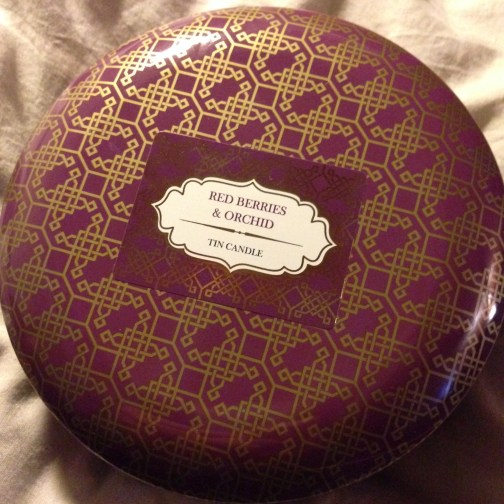 RED BERRIES
& ORCHID
TIN CANDLE